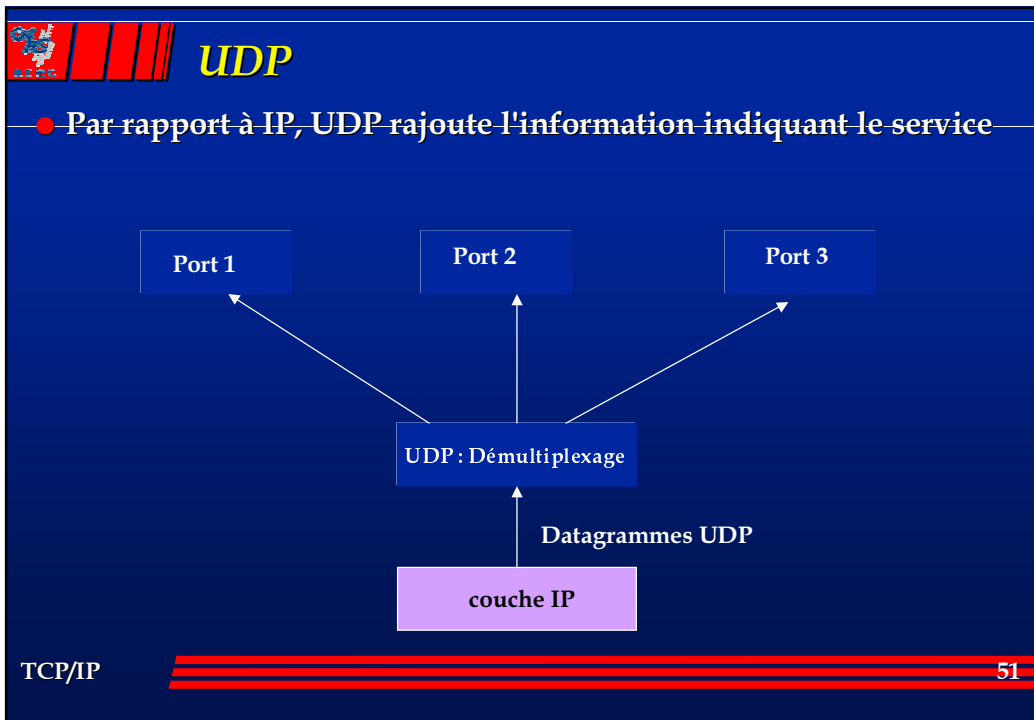 UDP
Par rapport à IP, UDP rajoute l'information indiquant le service
Port 1
Port 2
Port 3
UDP : Démultiplexage
Datagrammes UDP
couche IP
TCP/IP
51